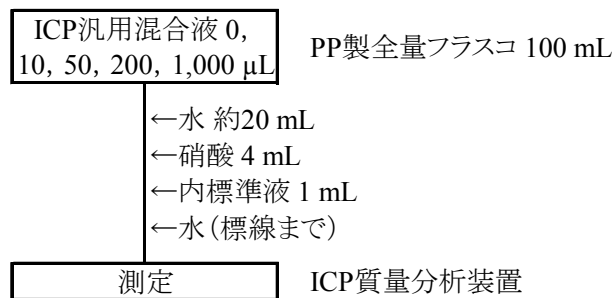 ICP汎用混合液 0,
10, 50, 200, 1,000 µL
PP製全量フラスコ 100 mL
←水 約20 mL
←硝酸 4 mL
←内標準液 1 mL
←水(標線まで)
測定
ICP質量分析装置